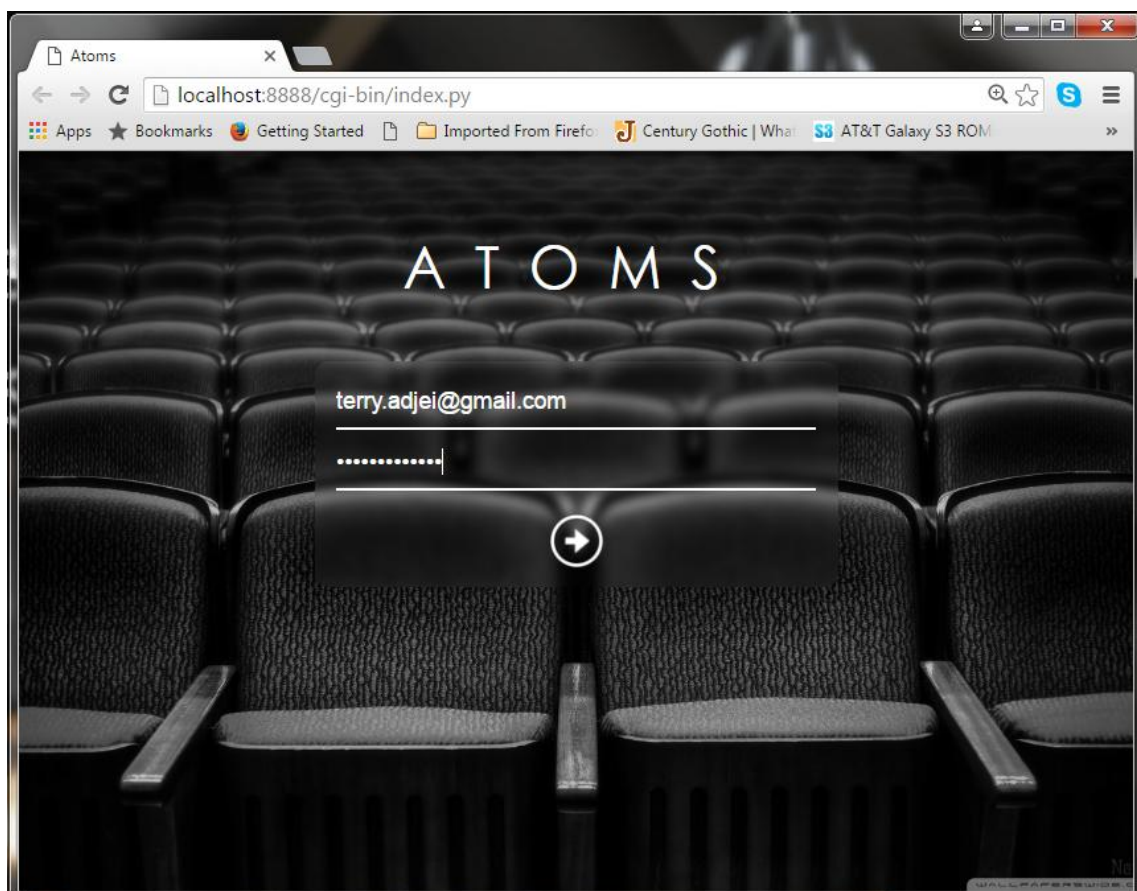 Atoms
localhost:8888/cgi-bin/index.py
Apps Bookmarks Getting Started Imported From Firefo Century Gothic | What S3 AT&T Galaxy S3 ROM »
A T O M S
terry.adjei@gmail.com
•••••••••••••